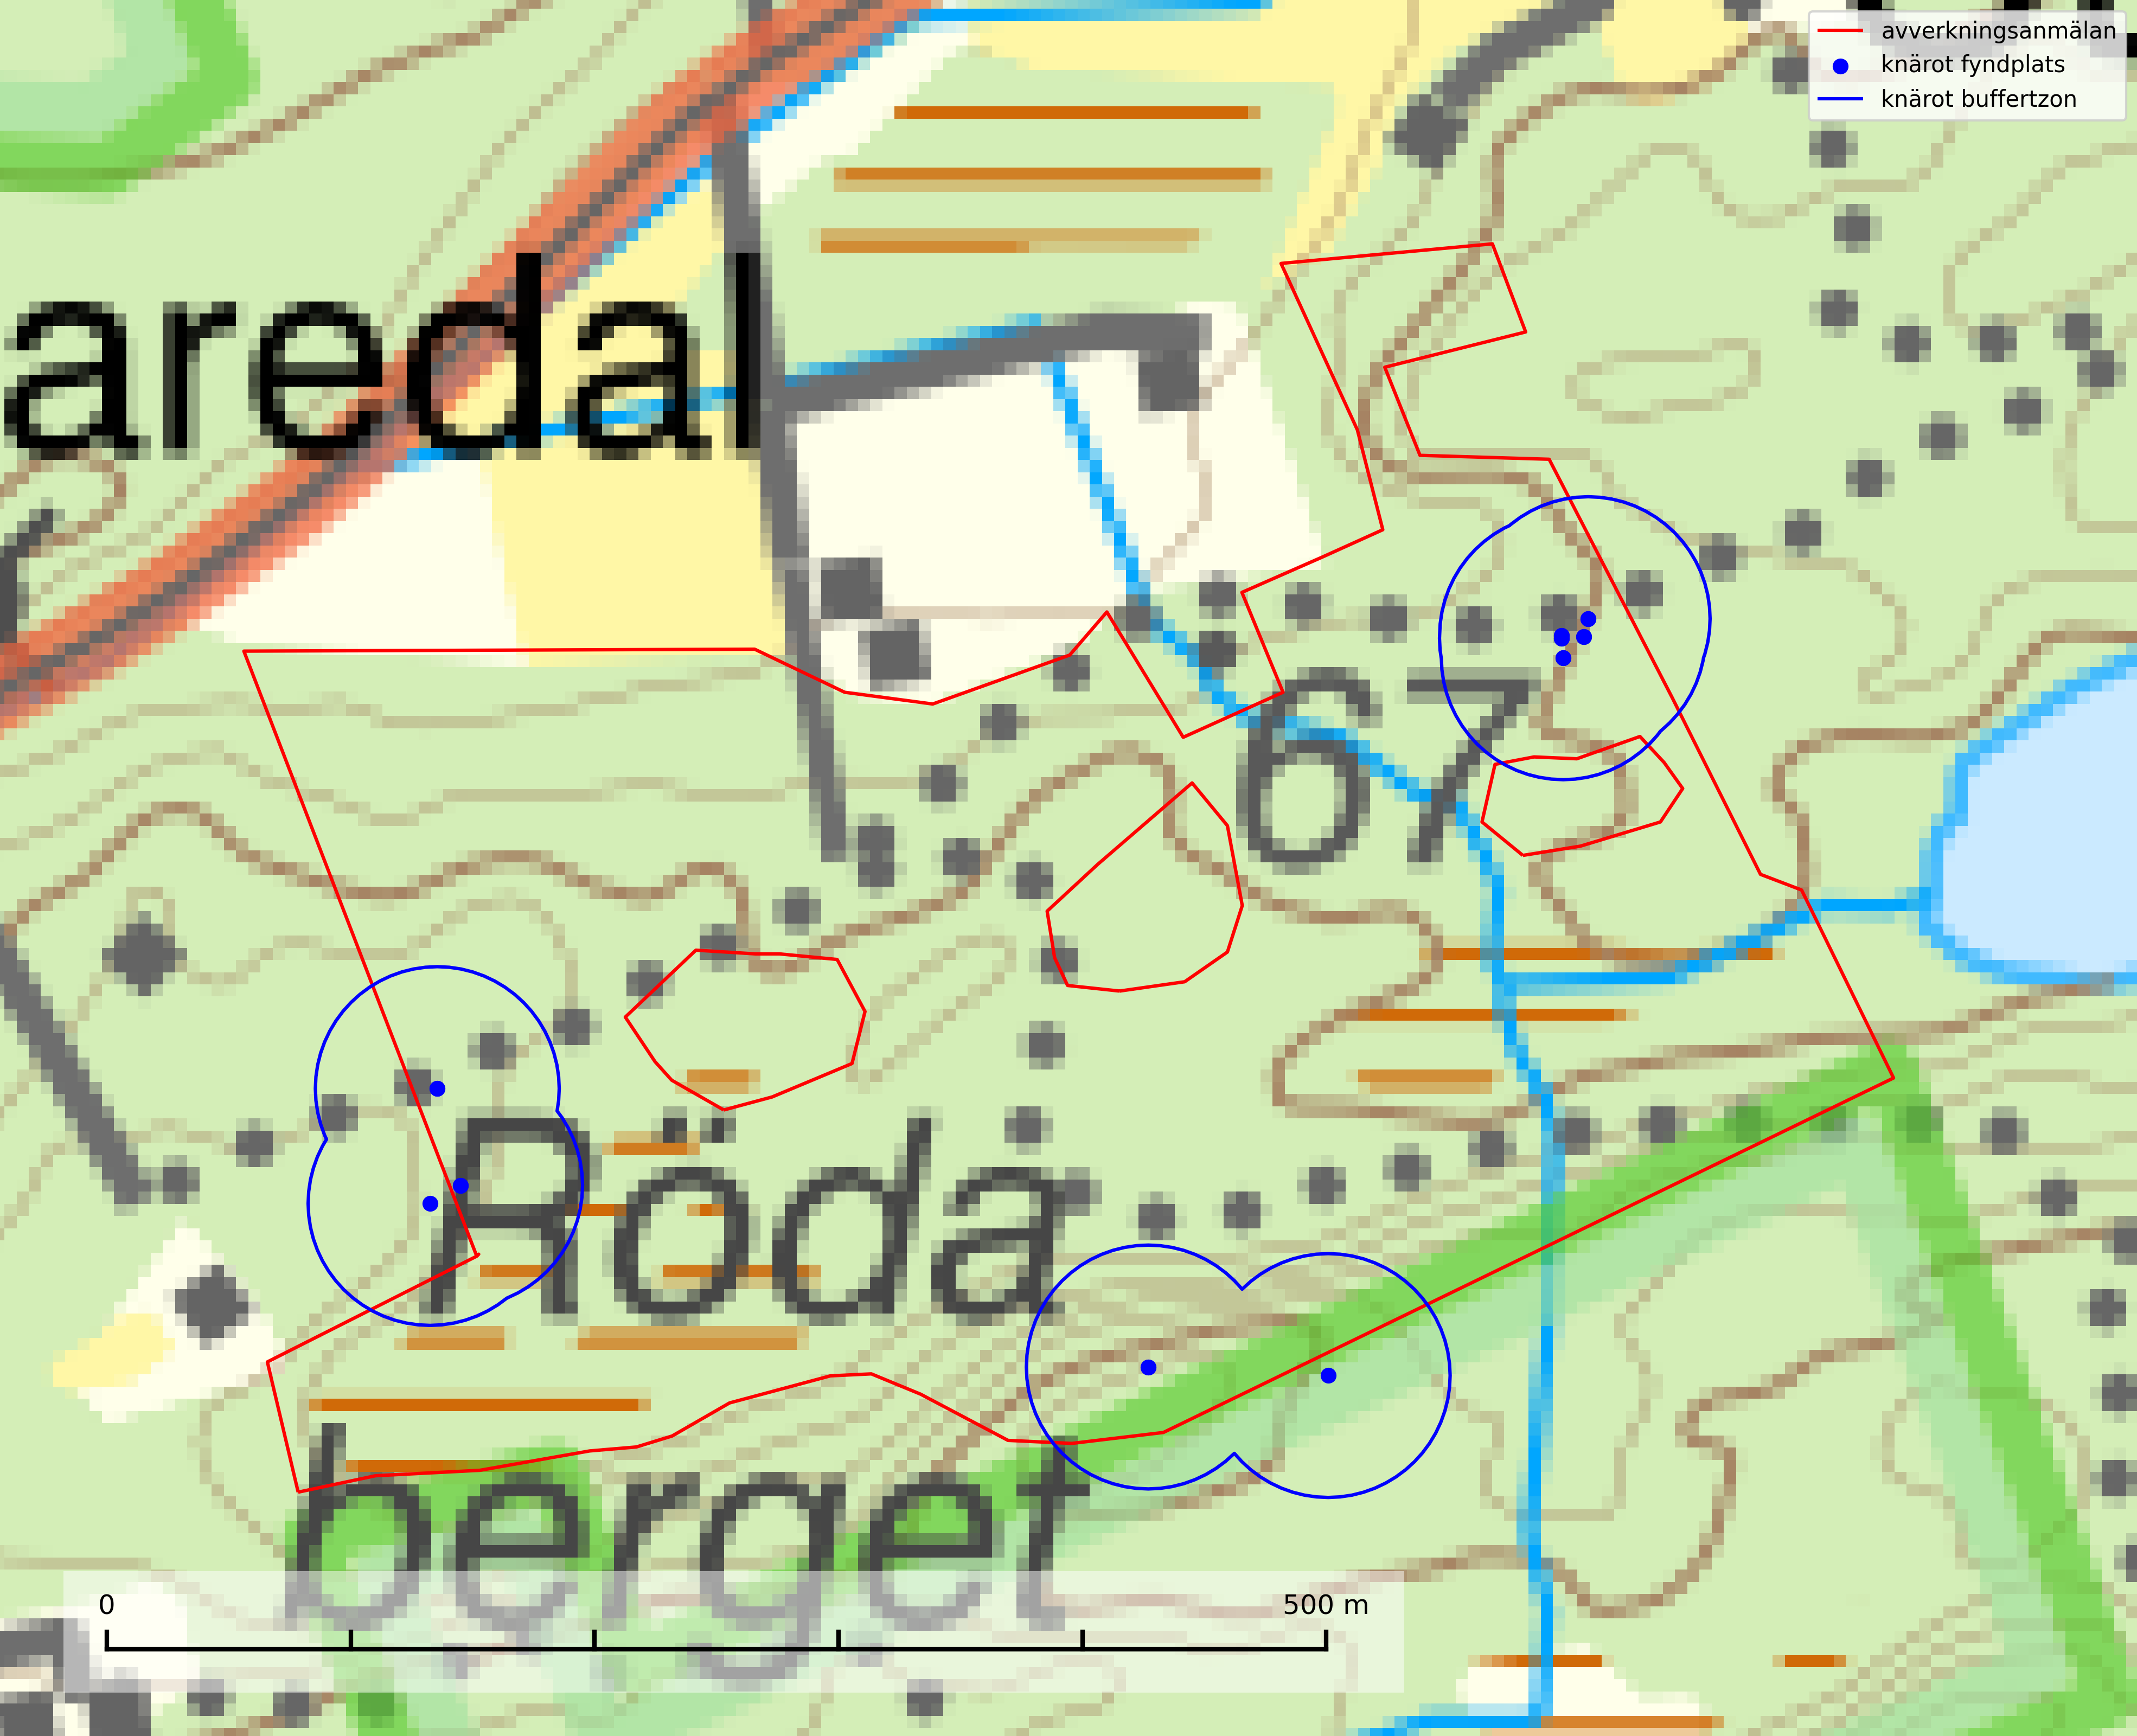 avverkningsanmälan
knärot fyndplats
knärot buffertzon
aredal
67
Röda
berget
0 500 m